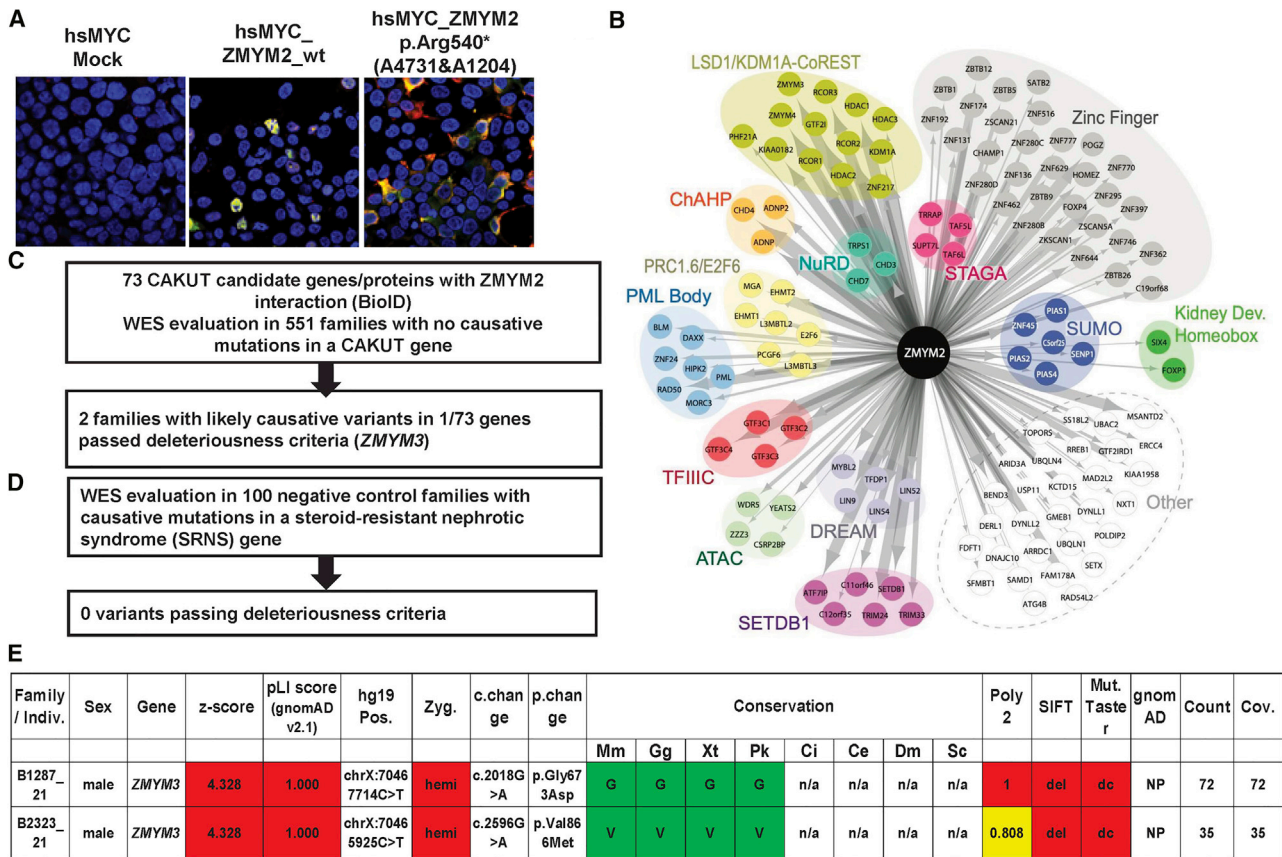 A
hsMYC
Mock
hsMYC_
ZMYM2_wt
hsMYC_ZMYM2
p.Arg540*
(A4731&A1204)
B
LSD1/KDM1A-CoREST
ZMYM3
RCOR3
HDAC1
ZMYM4
GTF2I
HDAC3
PHF21A
KIAA0182
RCOR2
KDM1A
RCOR1
HDAC2
ZNF217
ZBTB12
SATB2
ZBTB1
ZNF174
ZBTB5
ZNF192
ZSCAN21
ZNF516
Zinc Finger
ZNF131
ZNF280C
ZNF777
POGZ
CHAMP1
ZNF136
ZNF629
HOMEZ
ZNF770
ZNF280D
ZBTB9
ZNF295
ZNF462
FOXP4
ZNF397
ZNF280B
ZSCAN5A
ZKSCAN1
ZNF746
ZNF644
ZNF362
ZBTB26
C19orf68
ChAHP
CHD4
ADNP2
ADNP
TRPS1
CHD3
CHD7
NuRD
TRRAP
TAF5L
SUPT7L
TAF6L
STAGA
PRC1.6/E2F6
MGA
EHMT2
EHMT1
L3MBTL2
E2F6
PCGF6
L3MBTL3
PML Body
BLM
DAXX
ZNF24
HIPK2
PML
RAD50
MORC3
ZMYM2
PIAS1
ZNF451
SUMO
C5orf25
SENP1
PIAS2
PIAS4
Kidney Dev.
Homeobox
SIX4
FOXP1
GTF3C1
GTF3C2
GTF3C4
GTF3C3
TFIIIC
MYBL2
TFDP1
LIN52
LIN9
LIN54
DREAM
WDR5
YEATS2
ZZZ3
CSRP2BP
ATAC
C11orf46
SETDB1
ATF7IP
C12orf35
TRIM24
TRIM33
SETDB1
MSANTD2
SS18L2
UBAC2
TOPORS
ERCC4
RREB1
GTF2IRD1
ARID3A
UBQLN4
KIAA1958
MAD2L2
Other
BEND3
USP11
KCTD15
NXT1
DYNLL1
GMEB1
DERL1
DYNLL2
POLDIP2
FDFT1
UBQLN1
DNAJC10
ARRDC1
SETX
SFMBT1
SAMD1
FAM178A
RAD54L2
ATG4B
C
73 CAKUT candidate genes/proteins with ZMYM2
interaction (BioID)
WES evaluation in 551 families with no causative
mutations in a CAKUT gene
2 families with likely causative variants in 1/73 genes
passed deleteriousness criteria (ZMYM3)
D
WES evaluation in 100 negative control families with
causative mutations in a steroid-resistant nephrotic
syndrome (SRNS) gene
0 variants passing deleteriousness criteria
E
Family / Indiv. Sex Gene z-score pLI score (gnomAD v2.1) hg19 Pos. Zyg. c.change p.change Conservation Poly 2 SIFT Mut. Taster gnomAD Count Cov.
Mm Gg Xt Pk Ci Ce Dm Sc
B1287_21 male ZMYM3 4.328 1.000 chrX:70467714C>T hemi c.2018G>A p.Gly673Asp G G G G n/a n/a n/a n/a 1 del dc NP 72 72
B2323_21 male ZMYM3 4.328 1.000 chrX:70465925C>T hemi c.2596G>A p.Val866Met V V V V n/a n/a n/a n/a 0.808 del dc NP 35 35